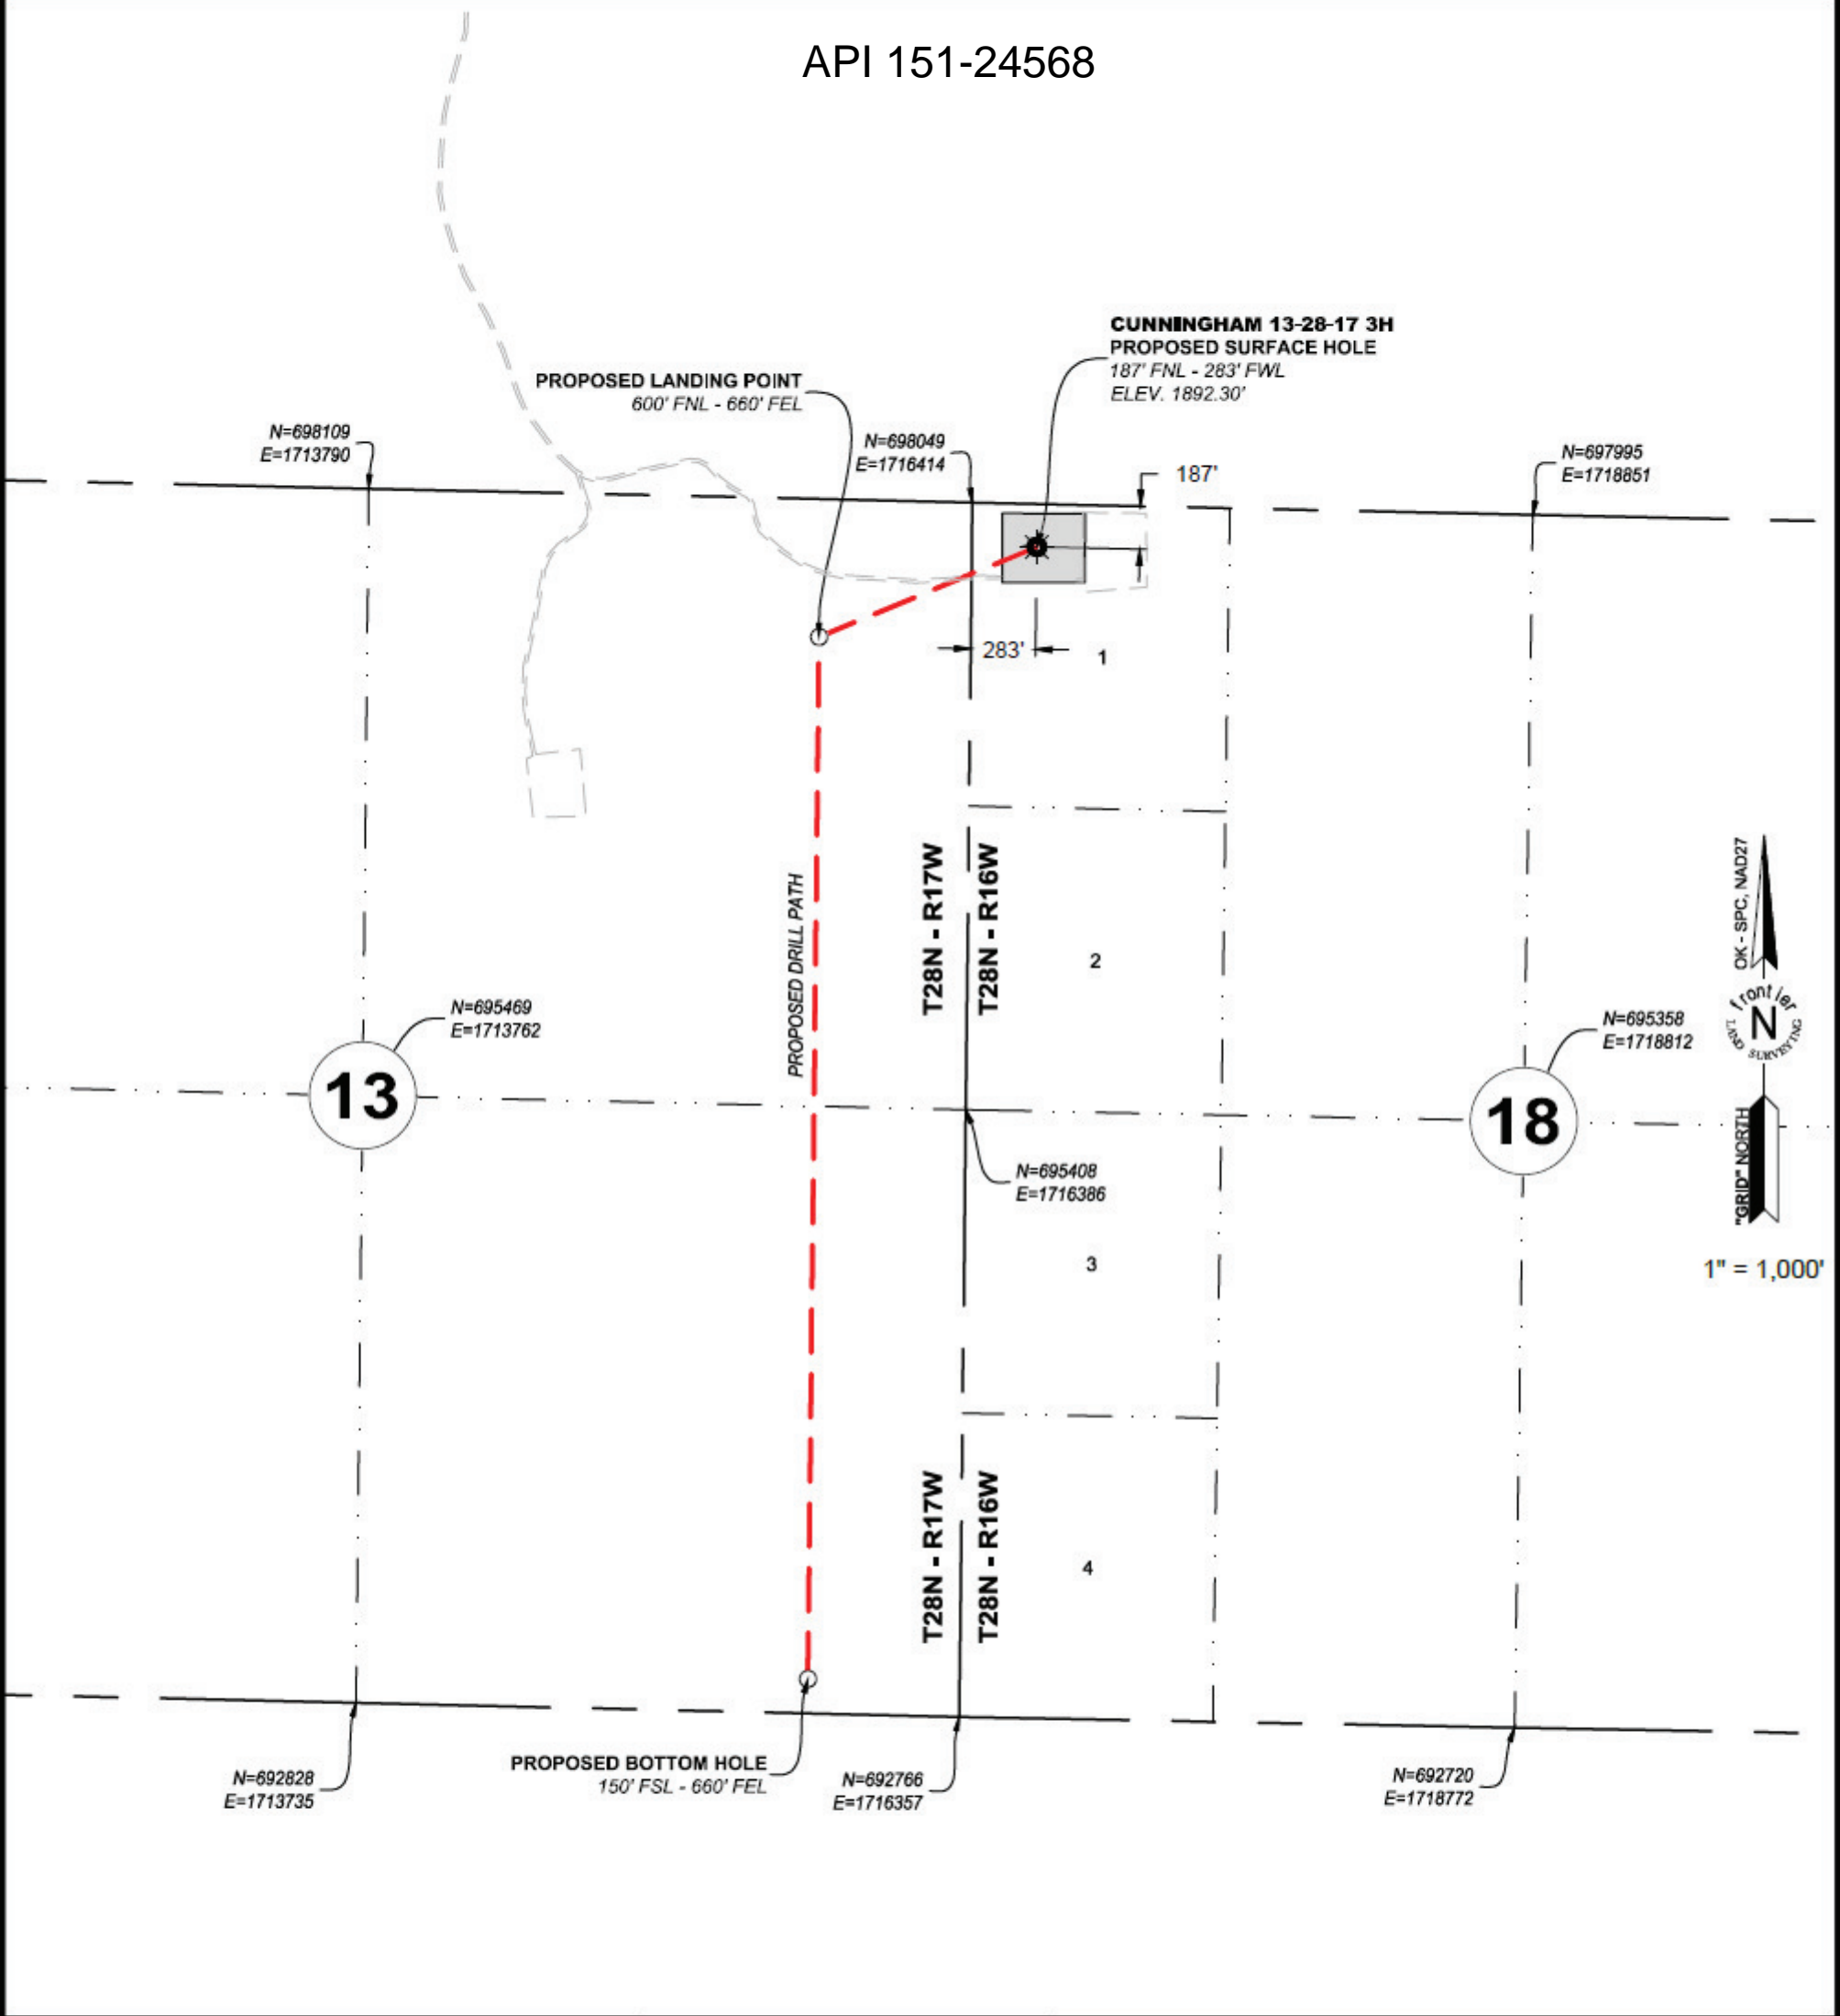 API 151-24568
CUNNINGHAM 13-28-17 3H
PROPOSED SURFACE HOLE
187' FNL - 283' FWL
ELEV. 1892.30'
PROPOSED LANDING POINT
600' FNL - 660' FEL
N=698109
E=1713790
N=698049
E=1716414
187'
N=697995
E=1718851
283'
1
T28N - R17W
T28N - R16W
PROPOSED DRILL PATH
2
OK - SPC, NAD27
frontier
N
LAND SURVEYING
"GRID" NORTH
1" = 1,000'
N=695469
E=1713762
13
N=695358
E=1718812
18
N=695408
E=1716386
3
T28N - R17W
T28N - R16W
4
PROPOSED BOTTOM HOLE
150' FSL - 660' FEL
N=692828
E=1713735
N=692766
E=1716357
N=692720
E=1718772